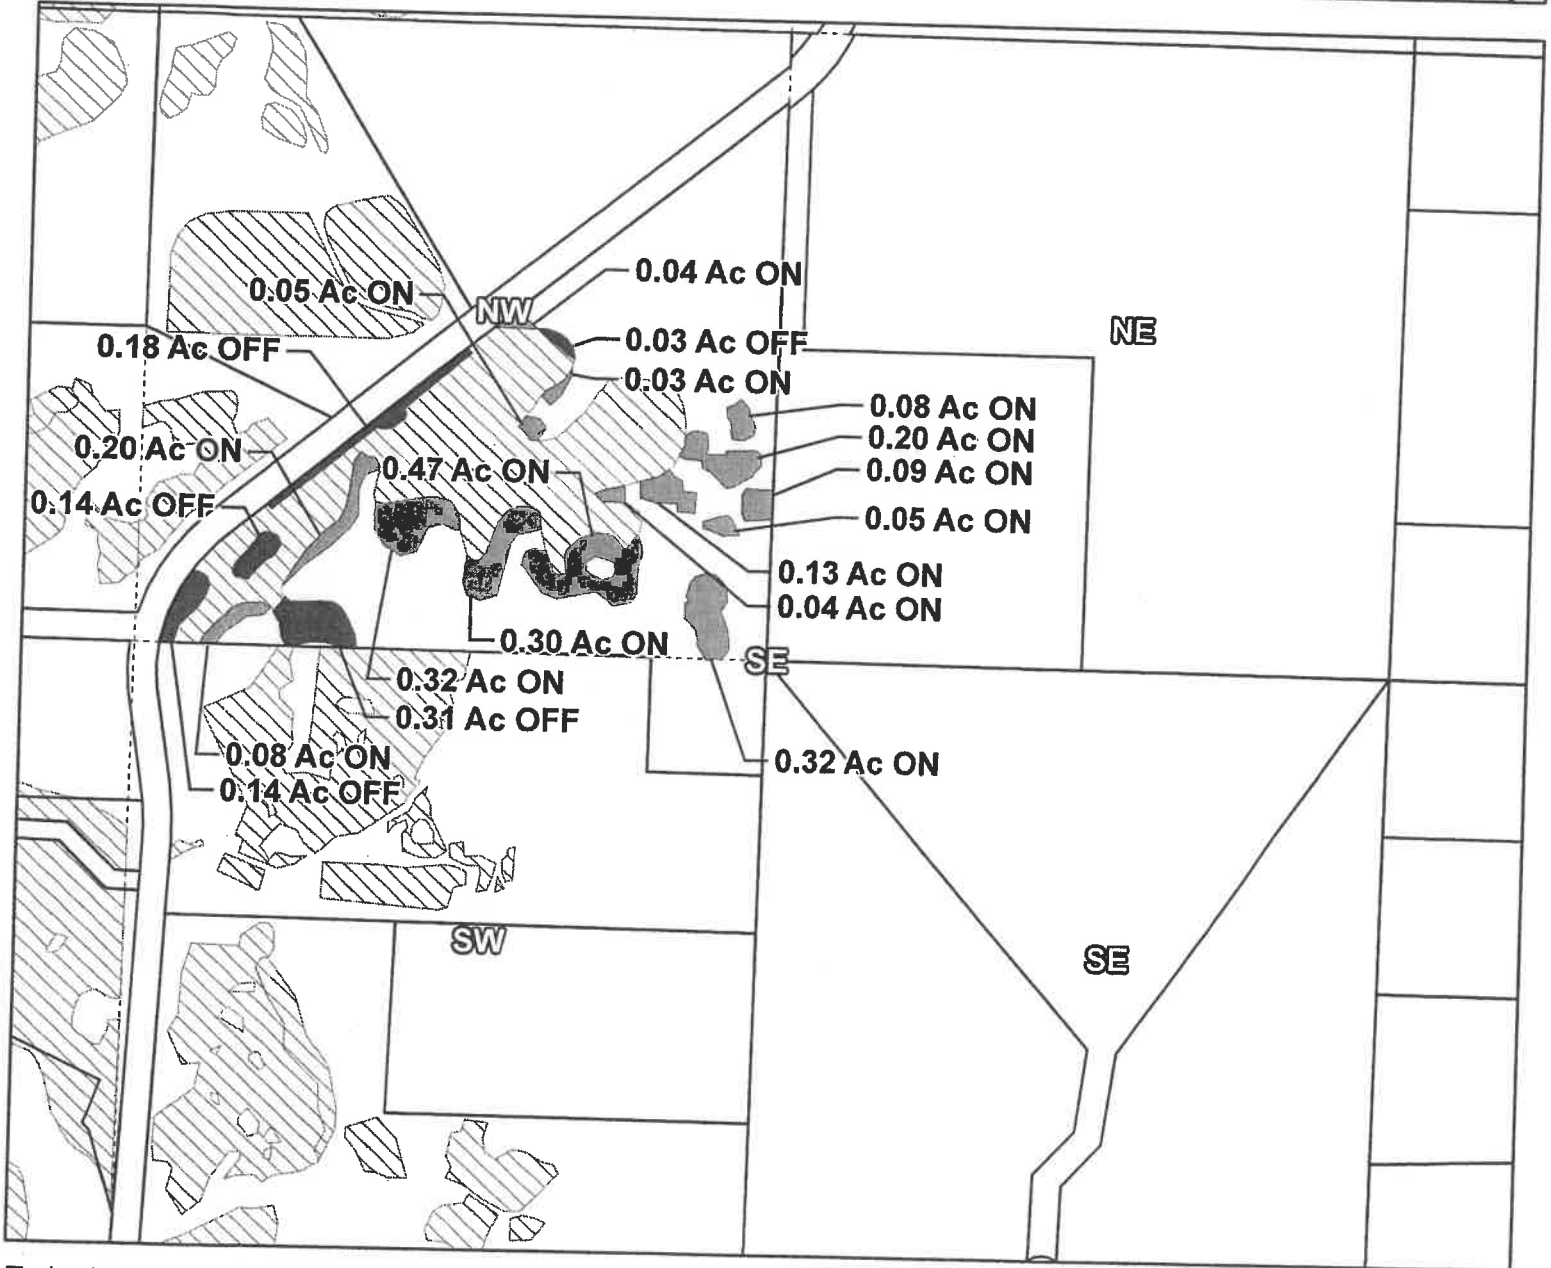 0.04 Ac ON
0.05 Ac ON
NW
NE
0.03 Ac OFF
0.18 Ac OFF
0.03 Ac ON
0.08 Ac ON
0.20 Ac ON
0.20 Ac ON
0.47 Ac ON
0.09 Ac ON
0.14 Ac OFF
0.05 Ac ON
0.13 Ac ON
0.04 Ac ON
0.30 Ac ON
SE
0.32 Ac ON
0.31 Ac OFF
0.08 Ac ON
0.32 Ac ON
0.14 Ac OFF
SW
SE